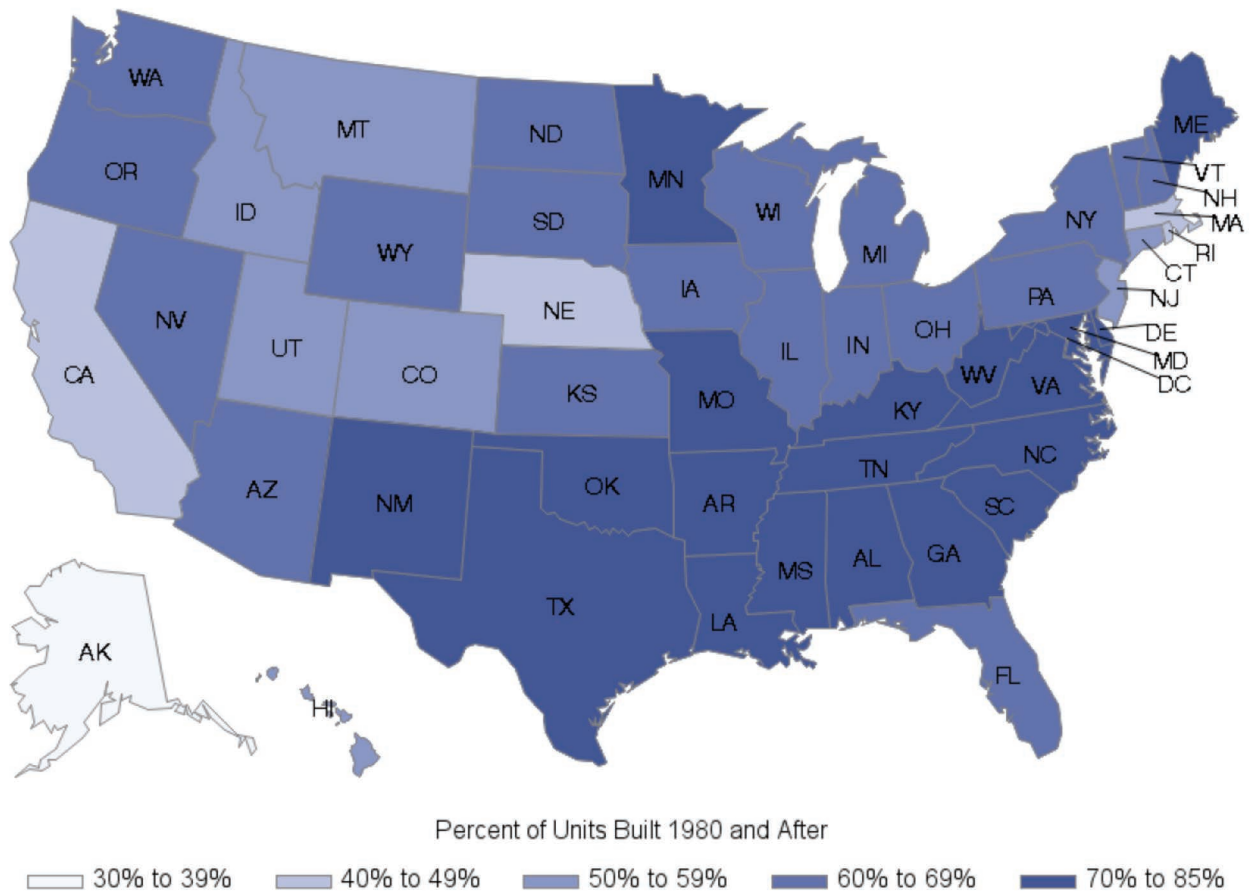 WA
MT
ND
ME
OR
MN
VT
ID
SD
WI
NH
NY
MA
WY
MI
RI
CT
IA
PA
NE
NJ
NV
OH
DE
UT
IL
IN
MD
CA
CO
WV
DC
KS
MO
VA
KY
NC
TN
AZ
OK
NM
AR
SC
MS
AL
GA
TX
LA
AK
FL
HI
Percent of Units Built 1980 and After
30% to 39% 40% to 49% 50% to 59% 60% to 69% 70% to 85%